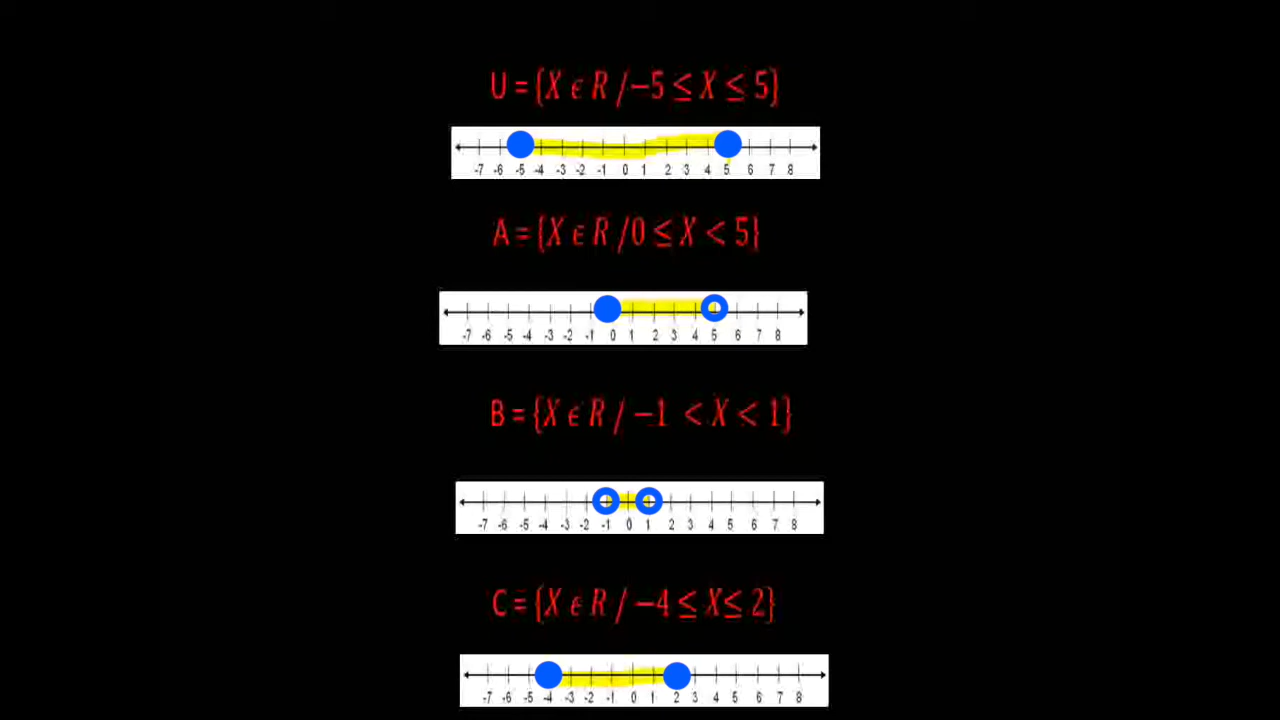 U = {X ϵ R /−5 ≤ X ≤ 5}
-7 -6 -5 -4 -3 -2 -1 0 1 2 3 4 5 6 7 8
A = {X ϵ R /0 ≤ X < 5}
-7 -6 -5 -4 -3 -2 -1 0 1 2 3 4 5 6 7 8
B = {X ϵ R / −1 < X < 1}
-7 -6 -5 -4 -3 -2 -1 0 1 2 3 4 5 6 7 8
C = {X ϵ R / −4 ≤ X ≤ 2}
-7 -6 -5 -4 -3 -2 -1 0 1 2 3 4 5 6 7 8